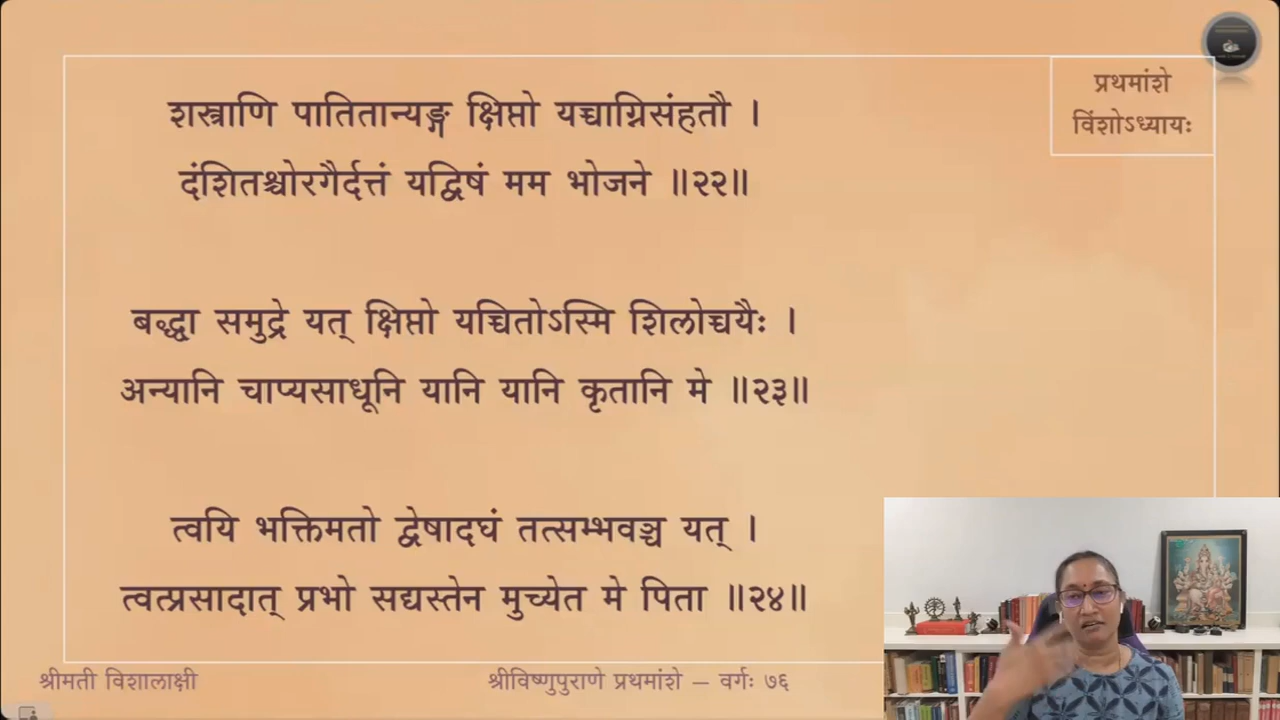 प्रथमांशे
विंशोऽध्यायः
शस्त्राणि पातितान्यङ्ग क्षिप्तो यच्चाग्निसंहतौ ।
दंशितश्चोरगैर्दत्तं यद्विषं मम भोजने ॥२२॥
बद्ध्वा समुद्रे यत् क्षिप्तो यच्चितोऽस्मि शिलोच्चयैः ।
अन्यानि चाप्यसाधूनि यानि यानि कृतानि मे ॥२३॥
त्वयि भक्तिमतो द्वेषादघं तत्सम्भवञ्च यत् ।
त्वत्प्रसादात् प्रभो सद्यस्तेन मुच्येत मे पिता ॥२४॥
श्रीमती विशालाक्षी
श्रीविष्णुपुराणे प्रथमांशे – वर्गः ७६